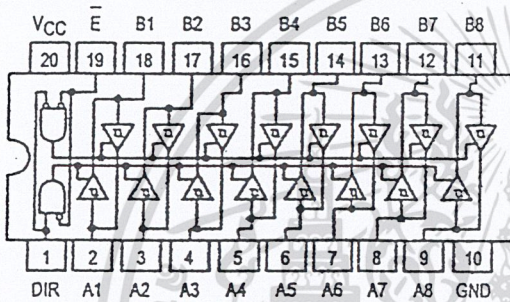 VCC E̅ B1 B2 B3 B4 B5 B6 B7 B8
20 19 18 17 16 15 14 13 12 11
1 2 3 4 5 6 7 8 9 10
DIR A1 A2 A3 A4 A5 A6 A7 A8 GND